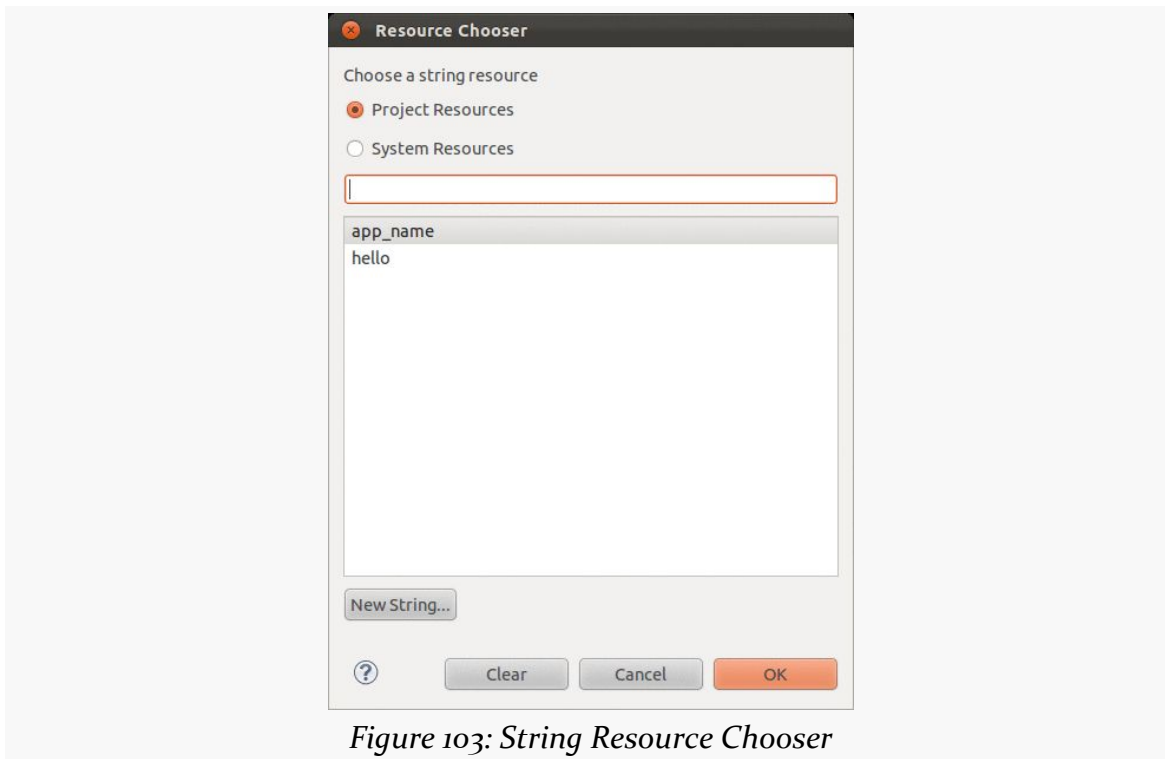 Resource Chooser
Choose a string resource
Project Resources
System Resources
app_name
hello
New String...
?
Clear Cancel OK
Figure 103: String Resource Chooser